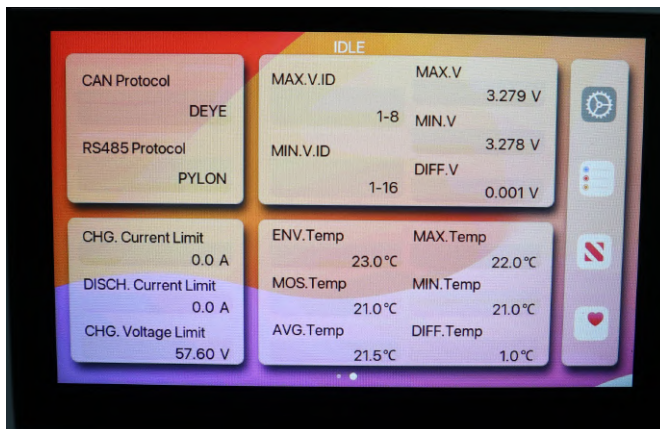 IDLE
CAN Protocol
DEYE
RS485 Protocol
PYLON
MAX.V.ID
1-8
MIN.V.ID
1-16
MAX.V
3.279 V
MIN.V
3.278 V
DIFF.V
0.001 V
CHG. Current Limit
0.0 A
DISCH. Current Limit
0.0 A
CHG. Voltage Limit
57.60 V
ENV.Temp
23.0°C
MOS.Temp
21.0°C
AVG.Temp
21.5°C
MAX.Temp
22.0°C
MIN.Temp
21.0°C
DIFF.Temp
1.0°C